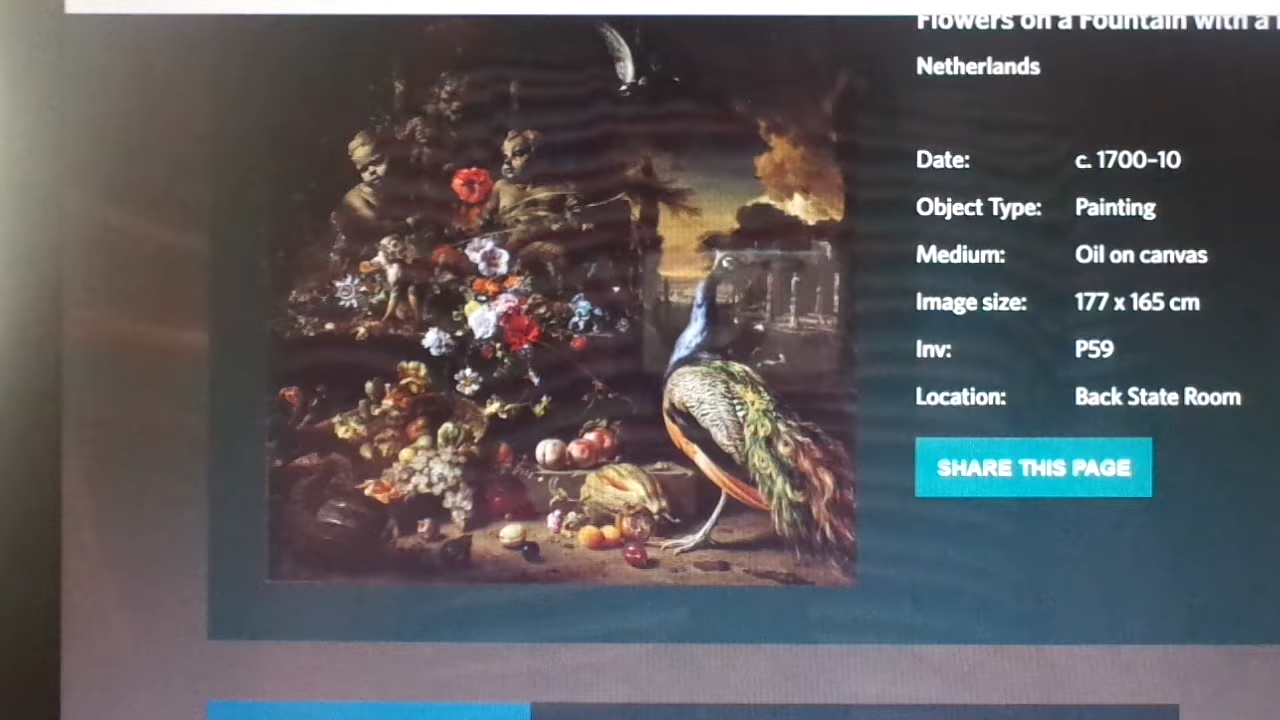 Flowers on a Fountain with a
Netherlands
Date: c. 1700–10
Object Type: Painting
Medium: Oil on canvas
Image size: 177 x 165 cm
Inv: P59
Location: Back State Room
SHARE THIS PAGE